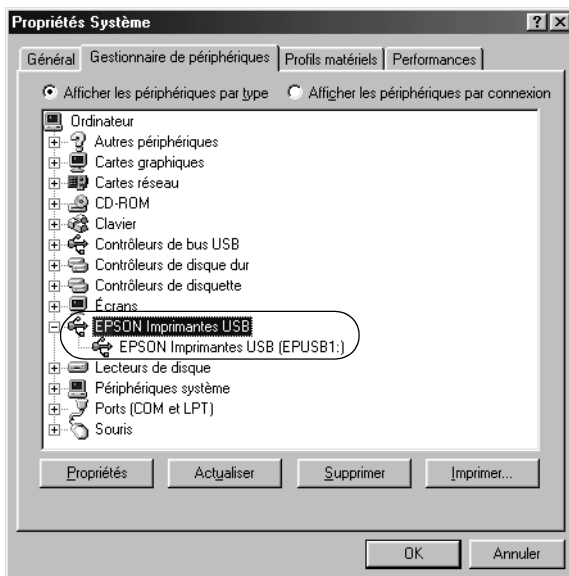 Propriétés Système
Général Gestionnaire de périphériques Profils matériels Performances
Afficher les périphériques par type Afficher les périphériques par connexion
Ordinateur
Autres périphériques
Cartes graphiques
Cartes réseau
CD-ROM
Clavier
Contrôleurs de bus USB
Contrôleurs de disque dur
Contrôleurs de disquette
Écrans
EPSON Imprimantes USB
EPSON Imprimantes USB (EPUSB1:)
Lecteurs de disque
Périphériques système
Ports (COM et LPT)
Souris
Propriétés Actualiser Supprimer Imprimer...
OK Annuler